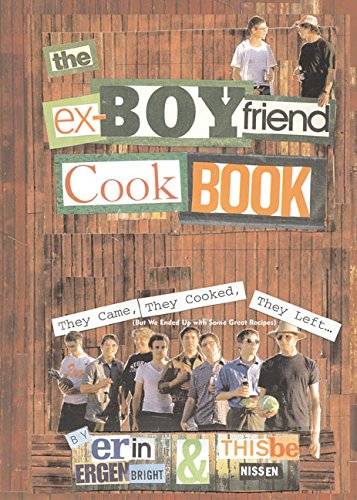 the
ex-BOYfriend
Cook BOOK
They Came, They Cooked, They Left...
(But We Ended Up with Some Great Recipes)
BY erin & THISbe
ERGENBRIGHT NISSEN